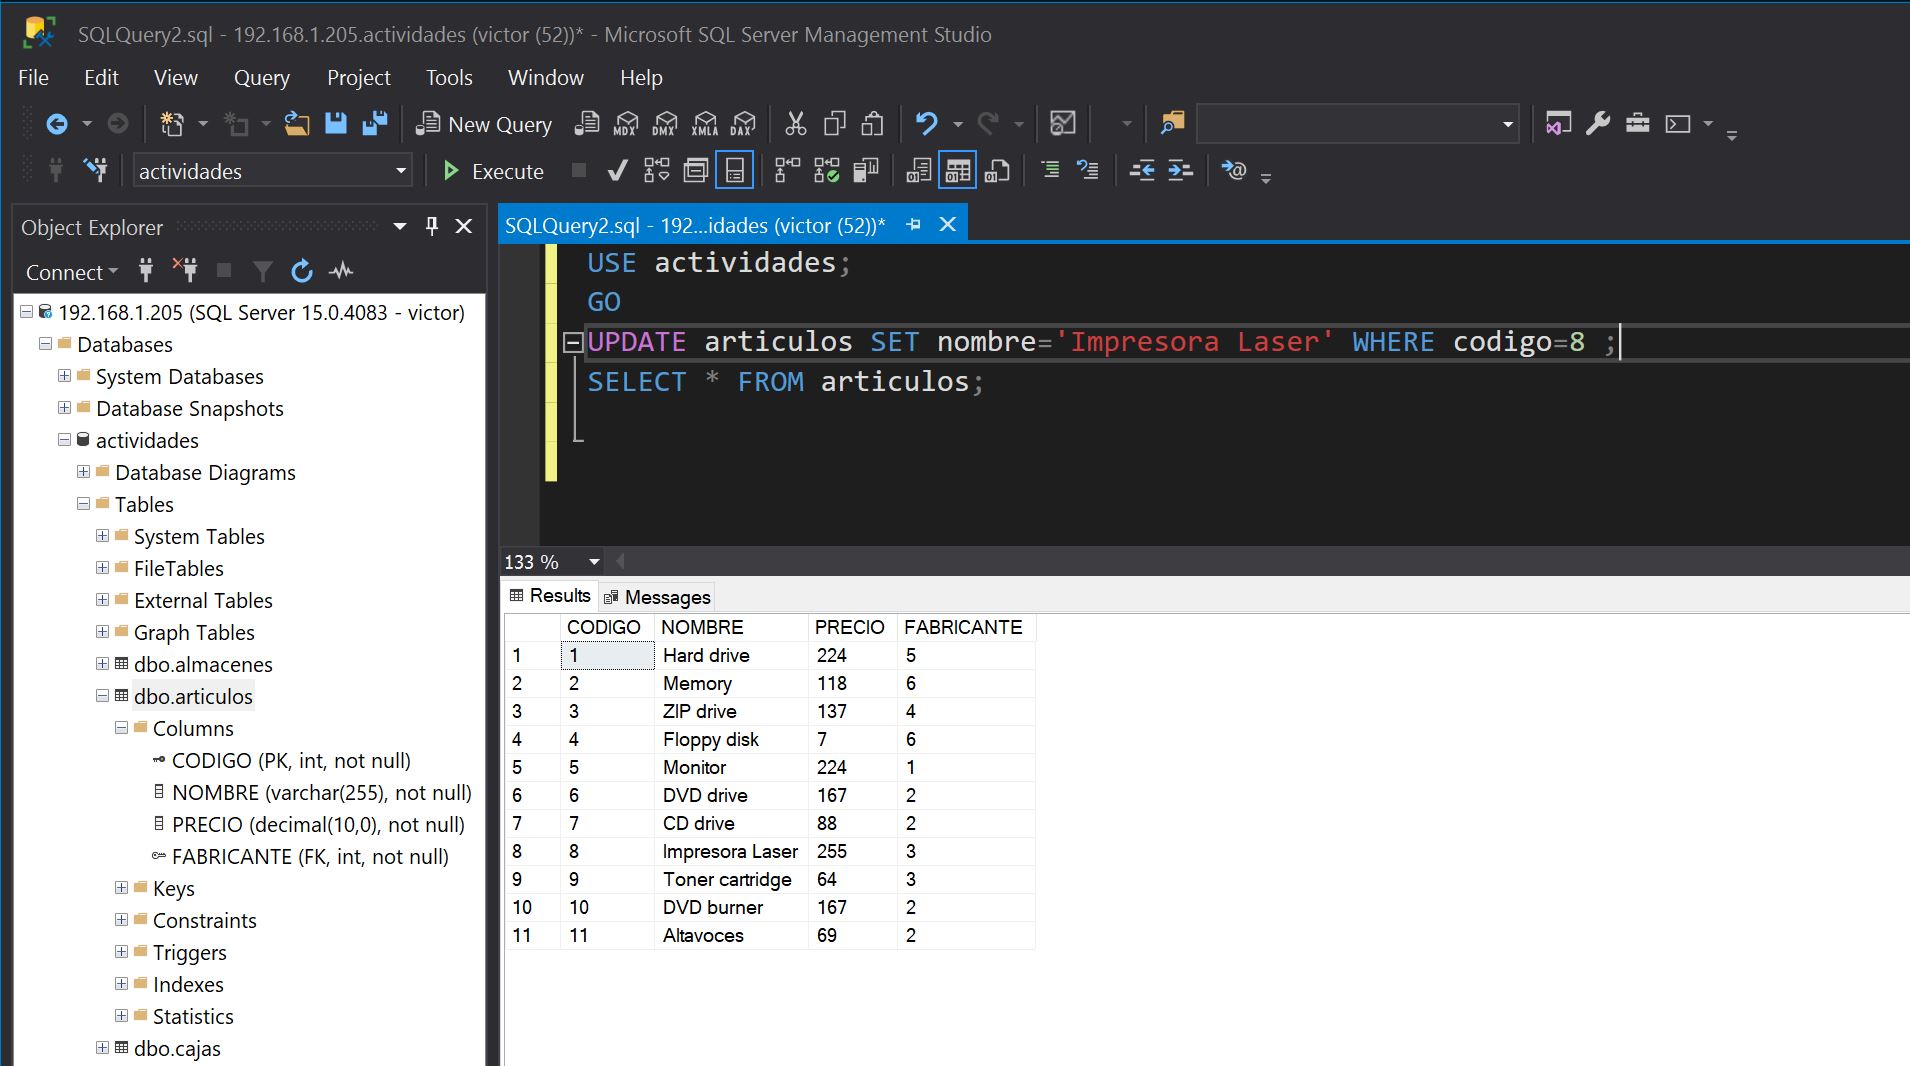 SQLQuery2.sql - 192.168.1.205.actividades (victor (52))* - Microsoft SQL Server Management Studio
File Edit View Query Project Tools Window Help
New Query MDX DMX XMLA DAX
actividades Execute
Object Explorer
Connect
192.168.1.205 (SQL Server 15.0.4083 - victor)
Databases
System Databases
Database Snapshots
actividades
Database Diagrams
Tables
System Tables
FileTables
External Tables
Graph Tables
dbo.almacenes
dbo.articulos
Columns
CODIGO (PK, int, not null)
NOMBRE (varchar(255), not null)
PRECIO (decimal(10,0), not null)
FABRICANTE (FK, int, not null)
Keys
Constraints
Triggers
Indexes
Statistics
dbo.cajas
SQLQuery2.sql - 192...idades (victor (52))*
USE actividades;
GO
UPDATE articulos SET nombre='Impresora Laser' WHERE codigo=8 ;
SELECT * FROM articulos;
133 %
Results Messages
CODIGO NOMBRE PRECIO FABRICANTE
1 1 Hard drive 224 5
2 2 Memory 118 6
3 3 ZIP drive 137 4
4 4 Floppy disk 7 6
5 5 Monitor 224 1
6 6 DVD drive 167 2
7 7 CD drive 88 2
8 8 Impresora Laser 255 3
9 9 Toner cartridge 64 3
10 10 DVD burner 167 2
11 11 Altavoces 69 2